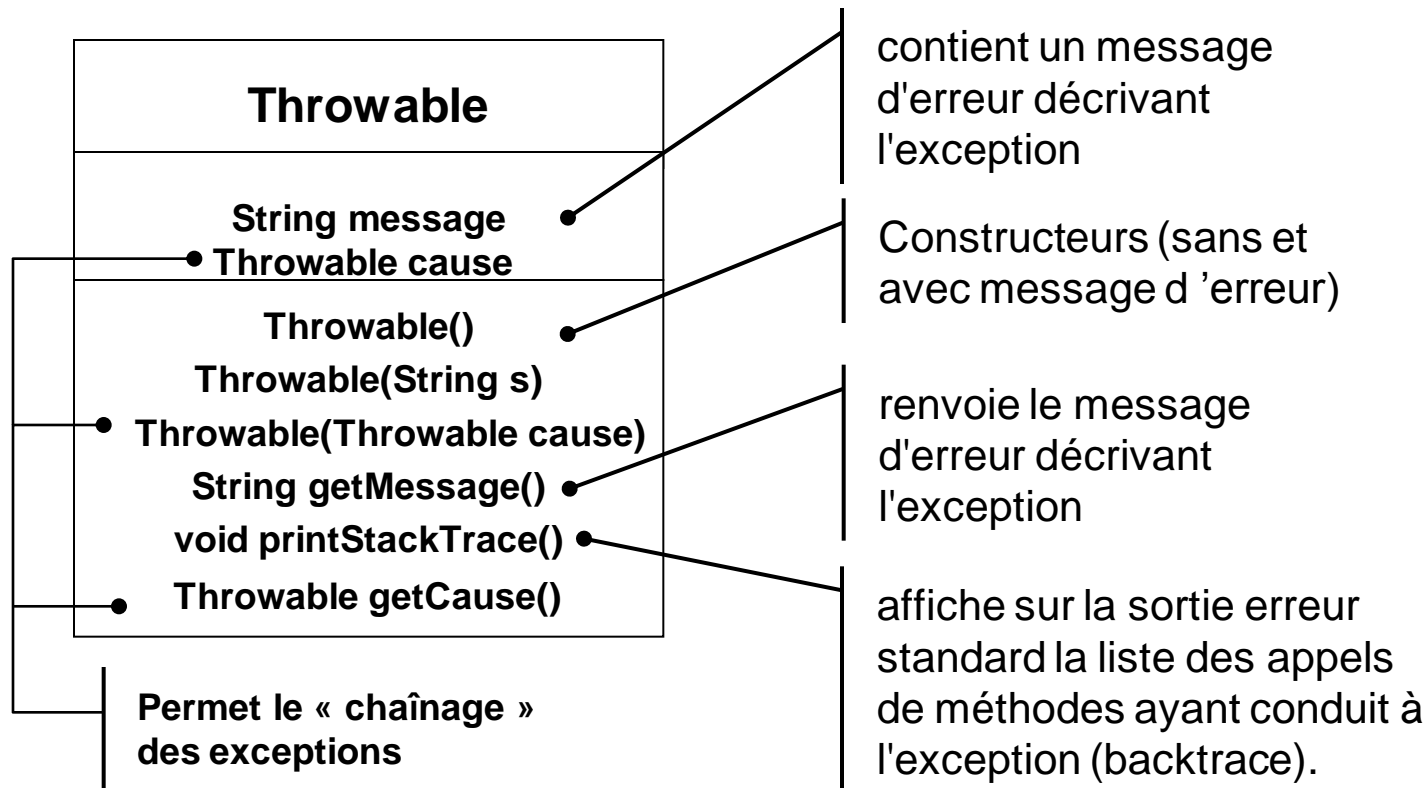 Throwable
String message
Throwable cause
Throwable()
Throwable(String s)
Throwable(Throwable cause)
String getMessage()
void printStackTrace()
Throwable getCause()
Permet le « chaînage »
des exceptions
contient un message
d'erreur décrivant
l'exception
Constructeurs (sans et
avec message d ’erreur)
renvoie le message
d'erreur décrivant
l'exception
affiche sur la sortie erreur
standard la liste des appels
de méthodes ayant conduit à
l'exception (backtrace).